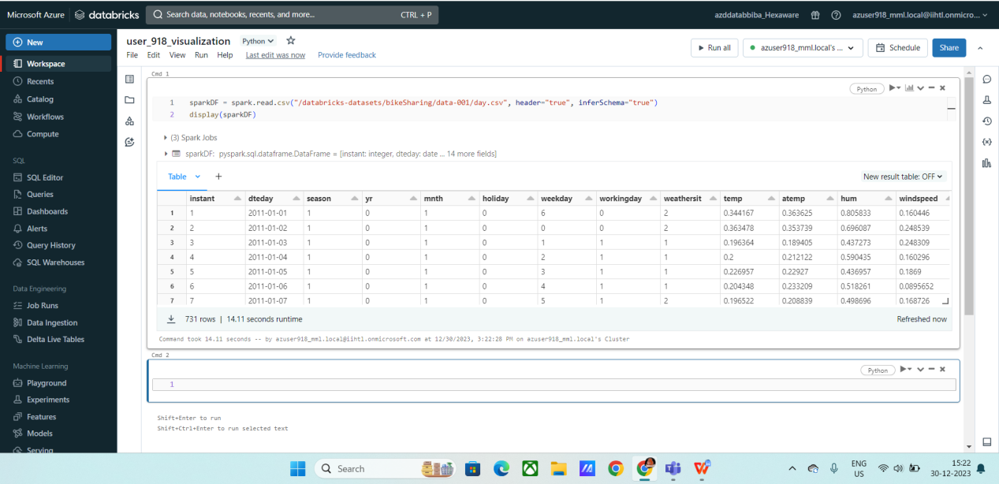 Microsoft Azure databricks Search data, notebooks, recents, and more... CTRL + P azddatabbiba_Hexaware azuser918_mml.local@iihtl.onmicro...
New
Workspace
Recents
Catalog
Workflows
Compute
SQL
SQL Editor
Queries
Dashboards
Alerts
Query History
SQL Warehouses
Data Engineering
Job Runs
Data Ingestion
Delta Live Tables
Machine Learning
Playground
Experiments
Features
Models
Serving
user_918_visualization Python
File Edit View Run Help Last edit was now Provide feedback
Run all azuser918_mml.local's ... Schedule Share
Cmd 1
Python
1 sparkDF = spark.read.csv("/databricks-datasets/bikeSharing/data-001/day.csv", header="true", inferSchema="true")
2 display(sparkDF)
(3) Spark Jobs
sparkDF: pyspark.sql.dataframe.DataFrame = [instant: integer, dteday: date ... 14 more fields]
Table + New result table: OFF
instant dteday season yr mnth holiday weekday workingday weathersit temp atemp hum windspeed
1 1 2011-01-01 1 0 1 0 6 0 2 0.344167 0.363625 0.805833 0.160446
2 2 2011-01-02 1 0 1 0 0 0 2 0.363478 0.353739 0.696087 0.248539
3 3 2011-01-03 1 0 1 0 1 1 1 0.196364 0.189405 0.437273 0.248309
4 4 2011-01-04 1 0 1 0 2 1 1 0.2 0.212122 0.590435 0.160296
5 5 2011-01-05 1 0 1 0 3 1 1 0.226957 0.22927 0.436957 0.1869
6 6 2011-01-06 1 0 1 0 4 1 1 0.204348 0.233209 0.518261 0.0895652
7 7 2011-01-07 1 0 1 0 5 1 2 0.196522 0.208839 0.498696 0.168726
731 rows | 14.11 seconds runtime Refreshed now
Command took 14.11 seconds -- by azuser918_mml.local@iihtl.onmicrosoft.com at 12/30/2023, 3:22:28 PM on azuser918_mml.local's Cluster
Cmd 2
Python
1
Shift+Enter to run
Shift+Ctrl+Enter to run selected text
Search
ENG
US
15:22
30-12-2023